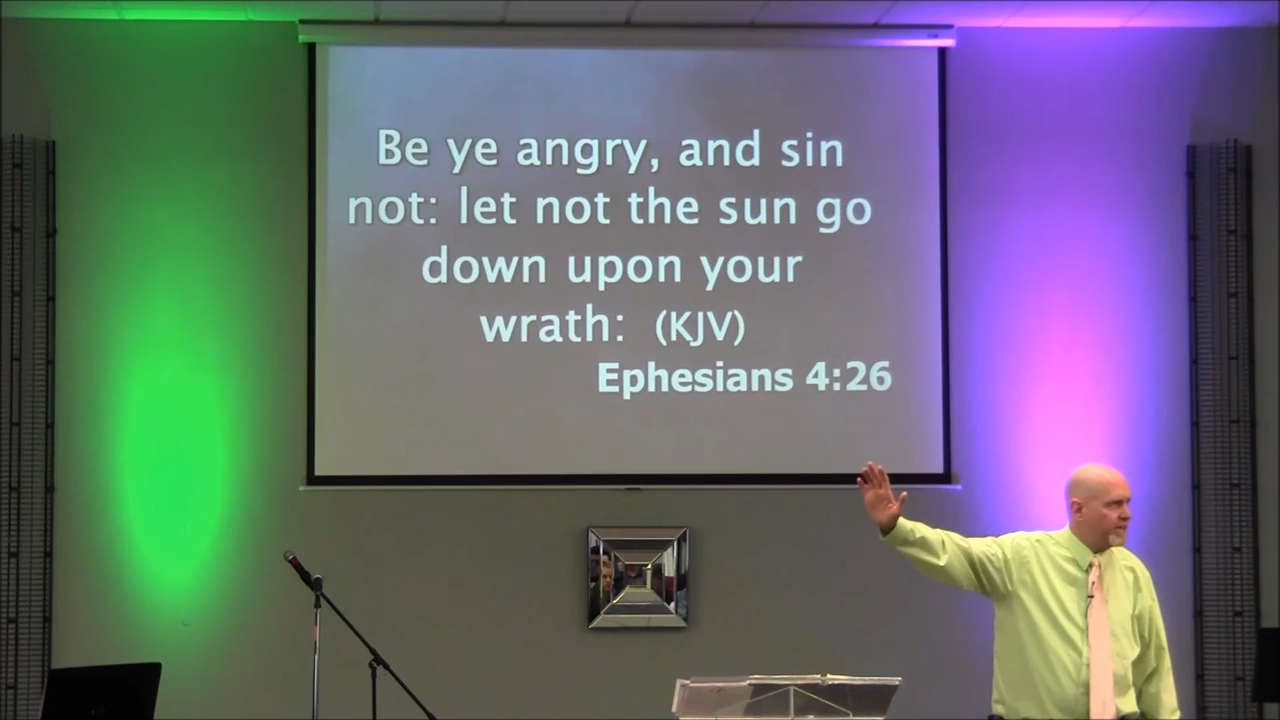 Be ye angry, and sin
not: let not the sun go
down upon your
wrath: (KJV)
Ephesians 4:26